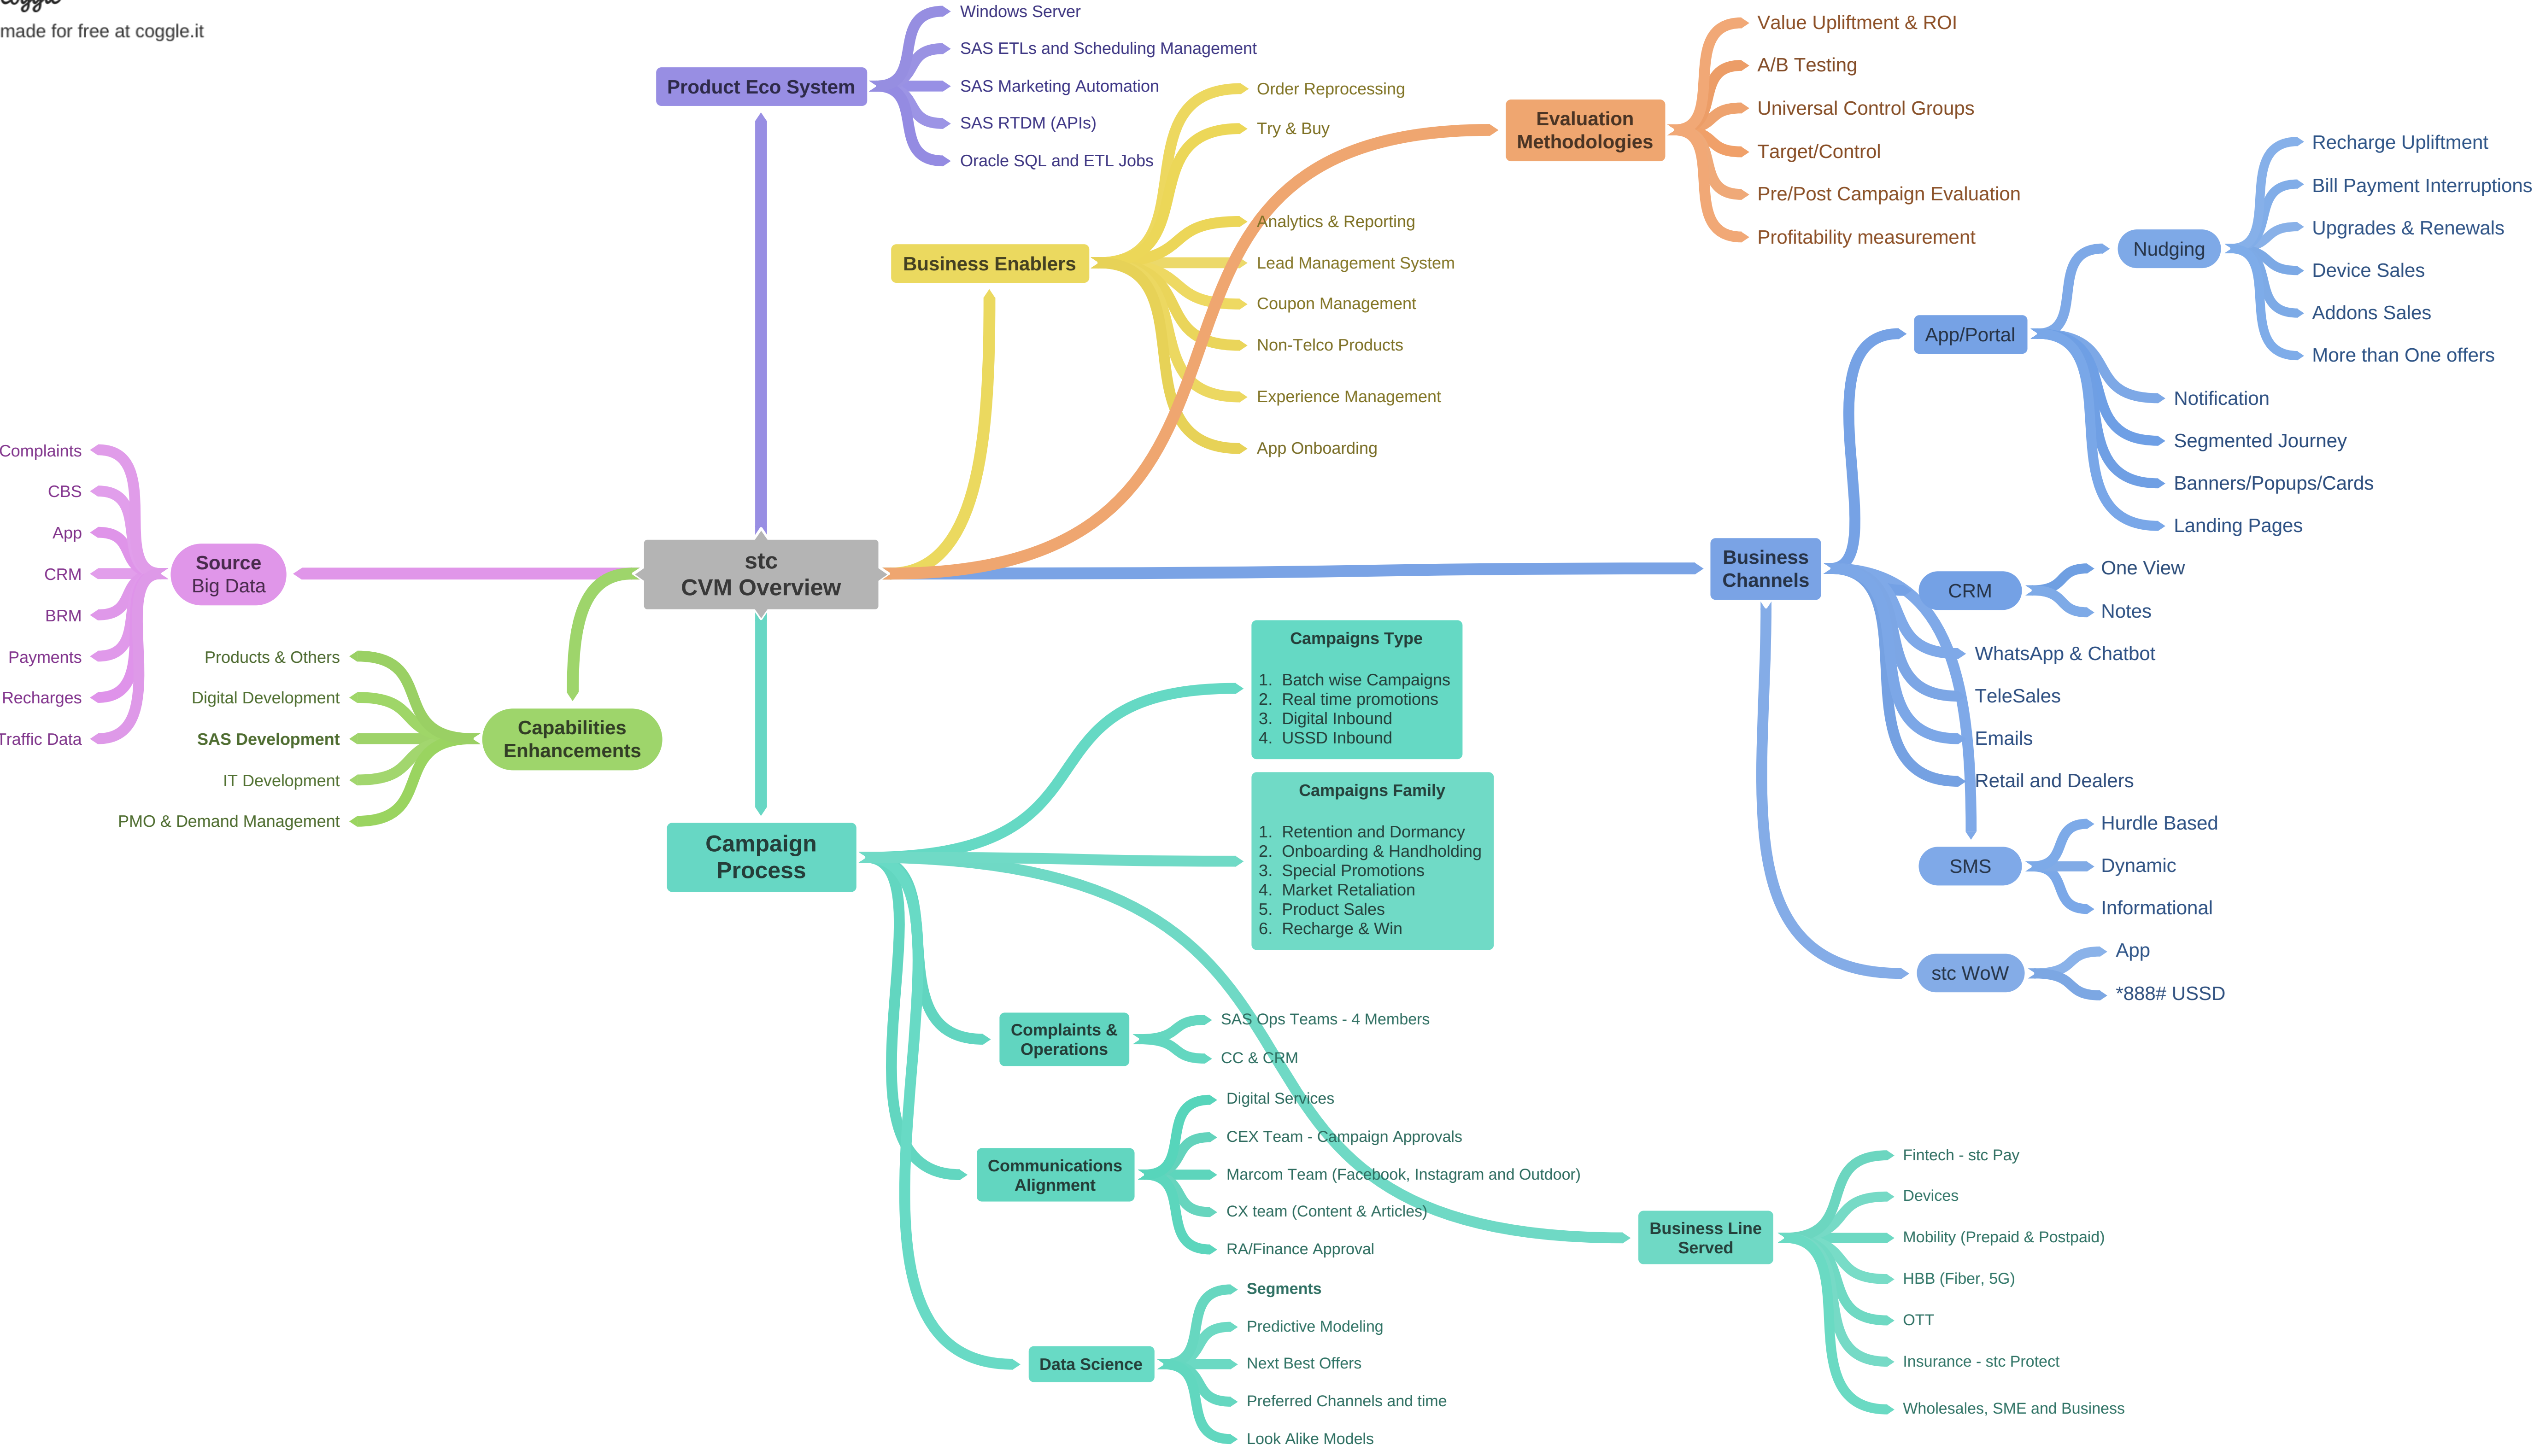 made for free at coggle.it
Product Eco System
Windows Server
SAS ETLs and Scheduling Management
SAS Marketing Automation
SAS RTDM (APIs)
Oracle SQL and ETL Jobs
Business Enablers
Order Reprocessing
Try & Buy
Analytics & Reporting
Lead Management System
Coupon Management
Non-Telco Products
Experience Management
App Onboarding
Evaluation
Methodologies
Value Upliftment & ROI
A/B Testing
Universal Control Groups
Target/Control
Pre/Post Campaign Evaluation
Profitability measurement
stc
CVM Overview
Source
Big Data
Complaints
CBS
App
CRM
BRM
Payments
Recharges
Traffic Data
Capabilities
Enhancements
Products & Others
Digital Development
SAS Development
IT Development
PMO & Demand Management
Business
Channels
App/Portal
Nudging
Recharge Upliftment
Bill Payment Interruptions
Upgrades & Renewals
Device Sales
Addons Sales
More than One offers
Notification
Segmented Journey
Banners/Popups/Cards
Landing Pages
CRM
One View
Notes
WhatsApp & Chatbot
TeleSales
Emails
Retail and Dealers
SMS
Hurdle Based
Dynamic
Informational
stc WoW
App
*888# USSD
Campaign
Process
Campaigns Type
1. Batch wise Campaigns
2. Real time promotions
3. Digital Inbound
4. USSD Inbound
Campaigns Family
1. Retention and Dormancy
2. Onboarding & Handholding
3. Special Promotions
4. Market Retaliation
5. Product Sales
6. Recharge & Win
Complaints &
Operations
SAS Ops Teams - 4 Members
CC & CRM
Communications
Alignment
Digital Services
CEX Team - Campaign Approvals
Marcom Team (Facebook, Instagram and Outdoor)
CX team (Content & Articles)
RA/Finance Approval
Data Science
Segments
Predictive Modeling
Next Best Offers
Preferred Channels and time
Look Alike Models
Business Line
Served
Fintech - stc Pay
Devices
Mobility (Prepaid & Postpaid)
HBB (Fiber, 5G)
OTT
Insurance - stc Protect
Wholesales, SME and Business